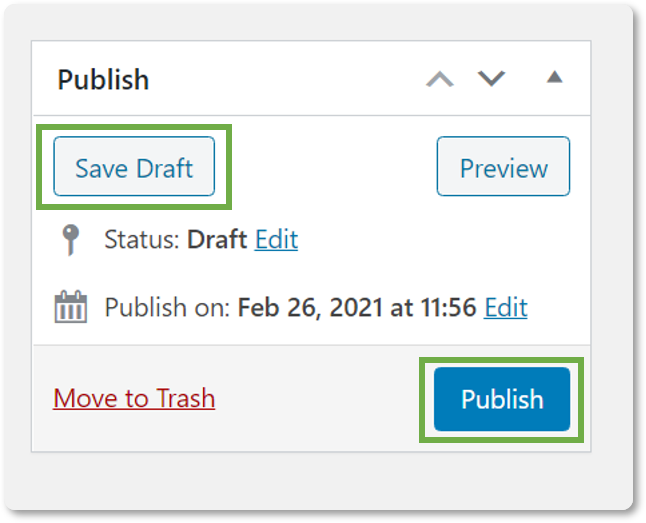 Publish
Save Draft
Preview
Status: Draft Edit
Publish on: Feb 26, 2021 at 11:56 Edit
Move to Trash
Publish